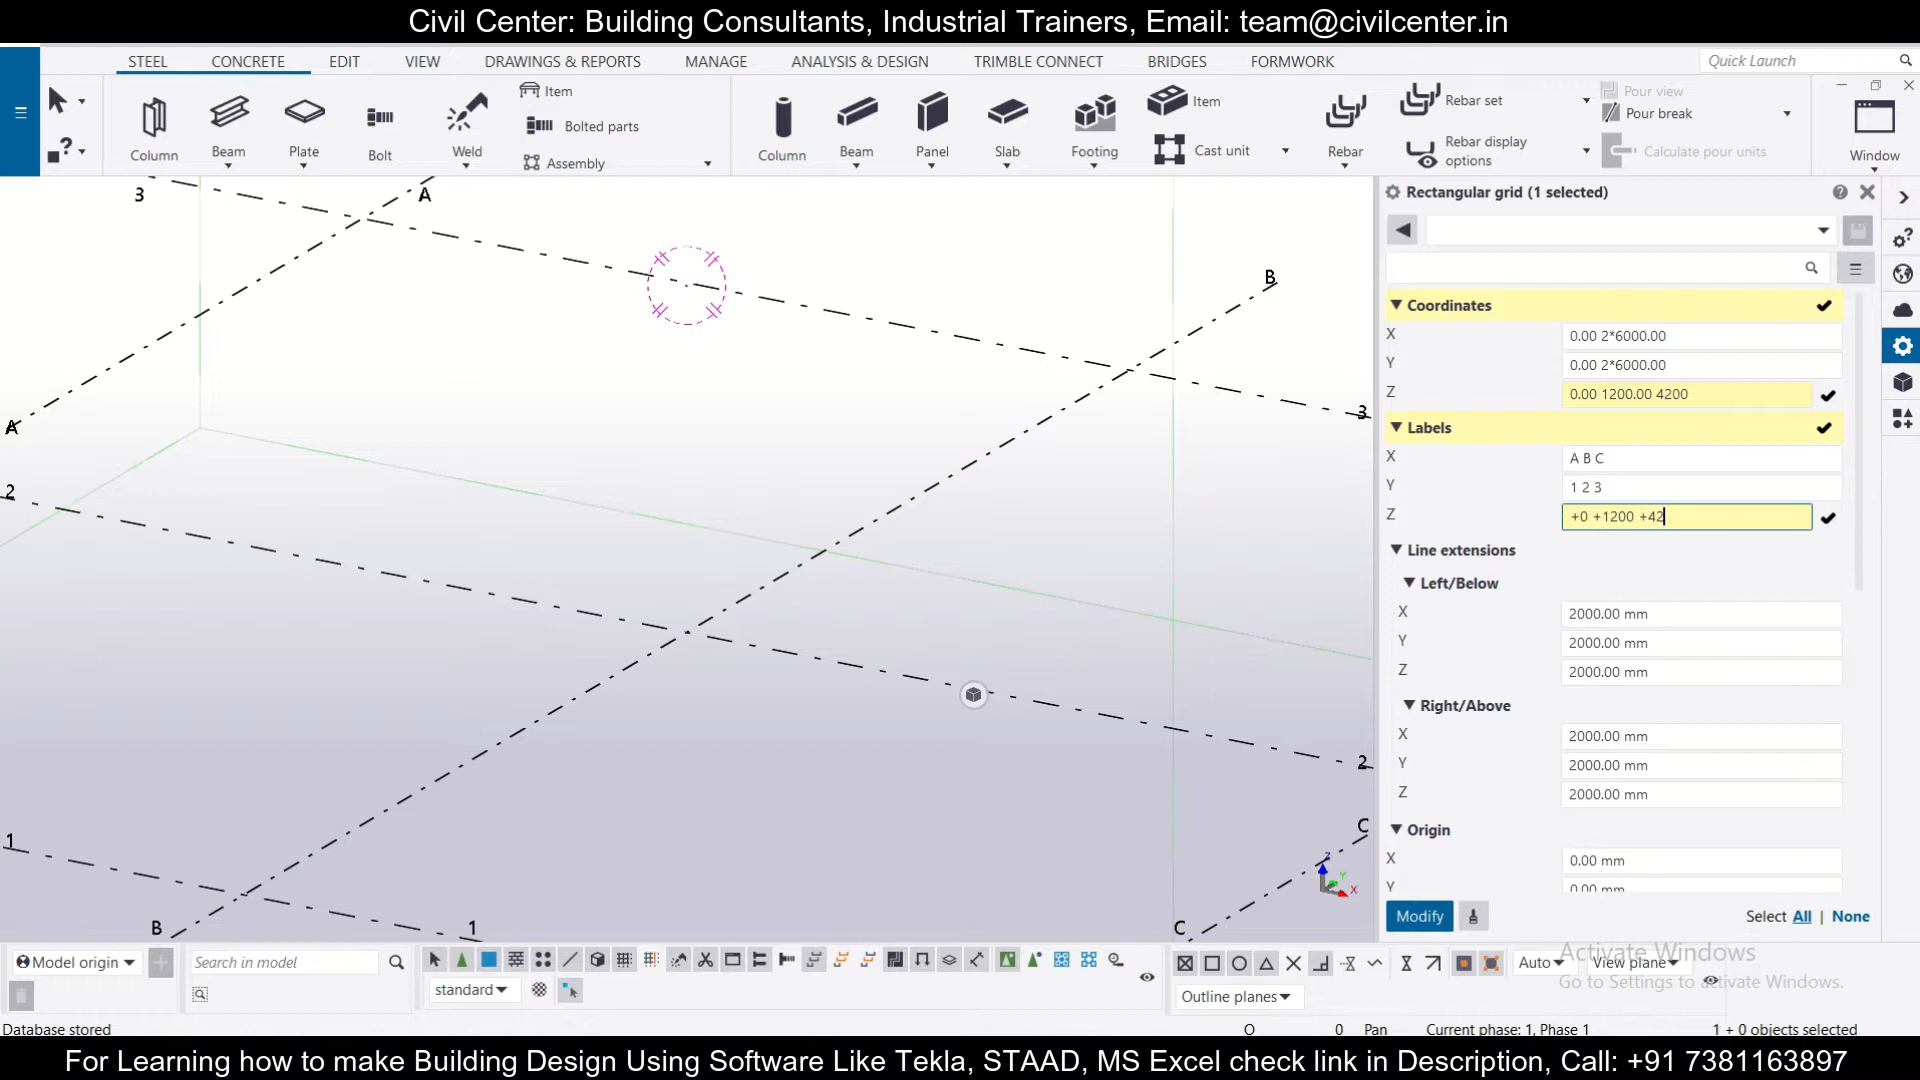 Civil Center: Building Consultants, Industrial Trainers, Email: team@civilcenter.in
STEEL CONCRETE EDIT VIEW DRAWINGS & REPORTS MANAGE ANALYSIS & DESIGN TRIMBLE CONNECT BRIDGES FORMWORK Quick Launch
Item Item Rebar set Pour view
Pour break
Bolted parts
Column Beam Plate Bolt Weld Assembly Column Beam Panel Slab Footing Cast unit Rebar Rebar display options Calculate pour units Window
3 A
Rectangular grid (1 selected)
B
Coordinates
X 0.00 2*6000.00
Y 0.00 2*6000.00
Z 0.00 1200.00 4200
3
A
Labels
X A B C
Y 1 2 3
Z +0 +1200 +42
2
Line extensions
Left/Below
X 2000.00 mm
Y 2000.00 mm
Z 2000.00 mm
Right/Above
X 2000.00 mm
Y 2000.00 mm
Z 2000.00 mm
2
1
C
Origin
X 0.00 mm
Y 0.00 mm
Z Y X
B 1 C
Modify Select All | None
Activate Windows
Go to Settings to activate Windows.
Model origin Search in model Auto View plane
standard Outline planes
Database stored O 0 Pan Current phase: 1, Phase 1 1 + 0 objects selected
For Learning how to make Building Design Using Software Like Tekla, STAAD, MS Excel check link in Description, Call: +91 7381163897